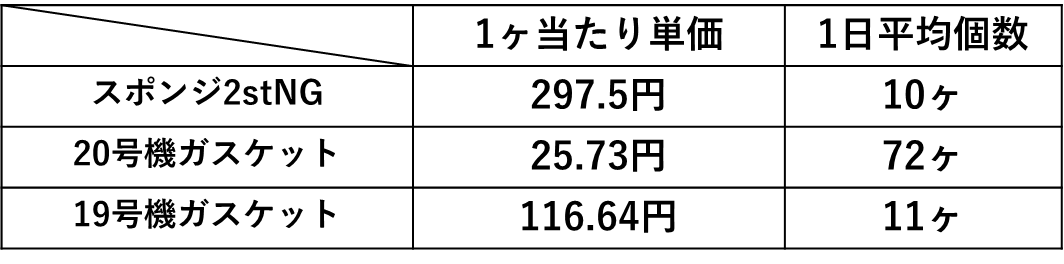 1ヶ当たり単価 1日平均個数
スポンジ2stNG 297.5円 10ヶ
20号機ガスケット 25.73円 72ヶ
19号機ガスケット 116.64円 11ヶ